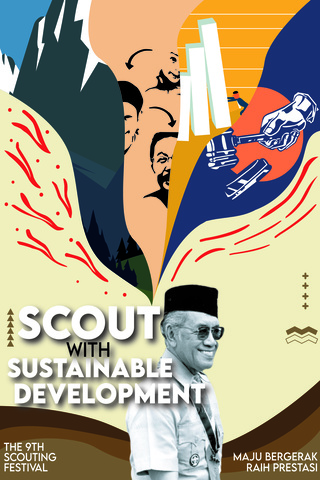 SCOUT
WITH
SUSTAINABLE
DEVELOPMENT
THE 9TH
SCOUTING
FESTIVAL
MAJU BERGERAK
RAIH PRESTASI